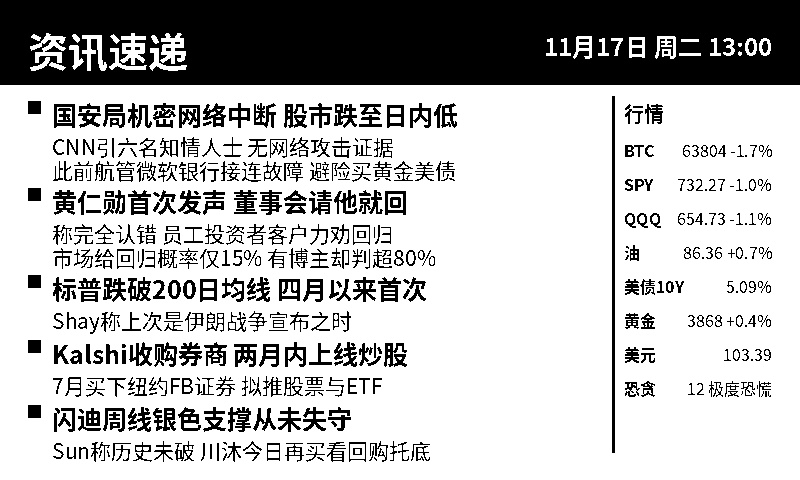 资讯速递
11月17日 周二 13:00
国安局机密网络中断 股市跌至日内低
CNN引六名知情人士 无网络攻击证据
此前航管微软银行接连故障 避险买黄金美债
黄仁勋首次发声 董事会请他就回
称完全认错 员工投资者客户力劝回归
市场给回归概率仅15% 有博主却判超80%
标普跌破200日均线 四月以来首次
Shay称上次是伊朗战争宣布之时
Kalshi收购券商 两月内上线炒股
7月买下纽约FB证券 拟推股票与ETF
闪迪周线银色支撑从未失守
Sun称历史未破 川沐今日再买看回购托底
行情
BTC 63804 -1.7%
SPY 732.27 -1.0%
QQQ 654.73 -1.1%
油 86.36 +0.7%
美债10Y 5.09%
黄金 3868 +0.4%
美元 103.39
恐贪 12 极度恐慌